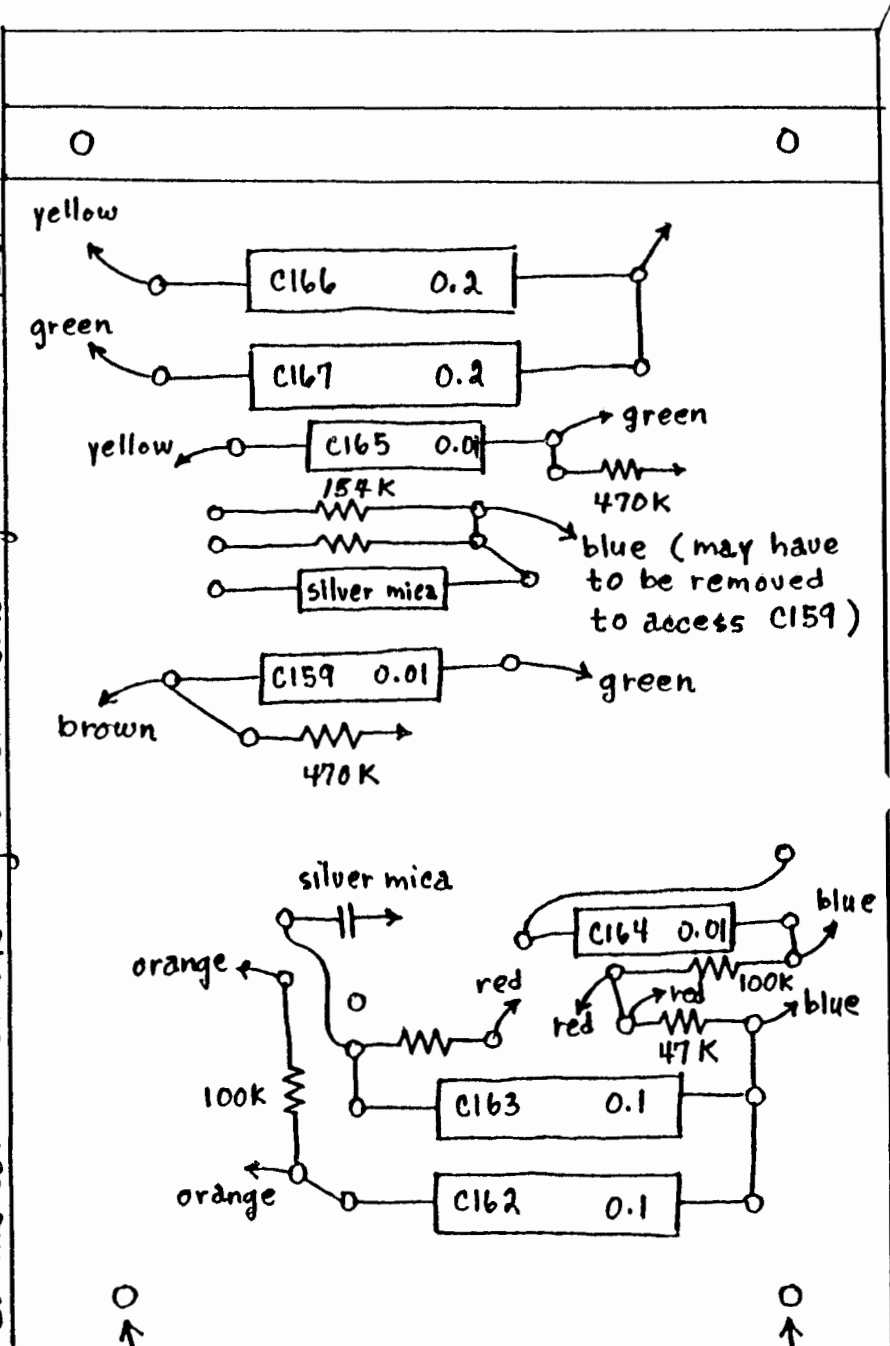 yellow
C166 0.2
green
C167 0.2
yellow
C165 0.01
green
154K
470K
blue (may have
to be removed
to access C159)
silver mica
C159 0.01
green
brown
470K
silver mica
blue
C164 0.01
orange
red
100K
red
red
blue
47K
100K
C163 0.1
orange
C162 0.1